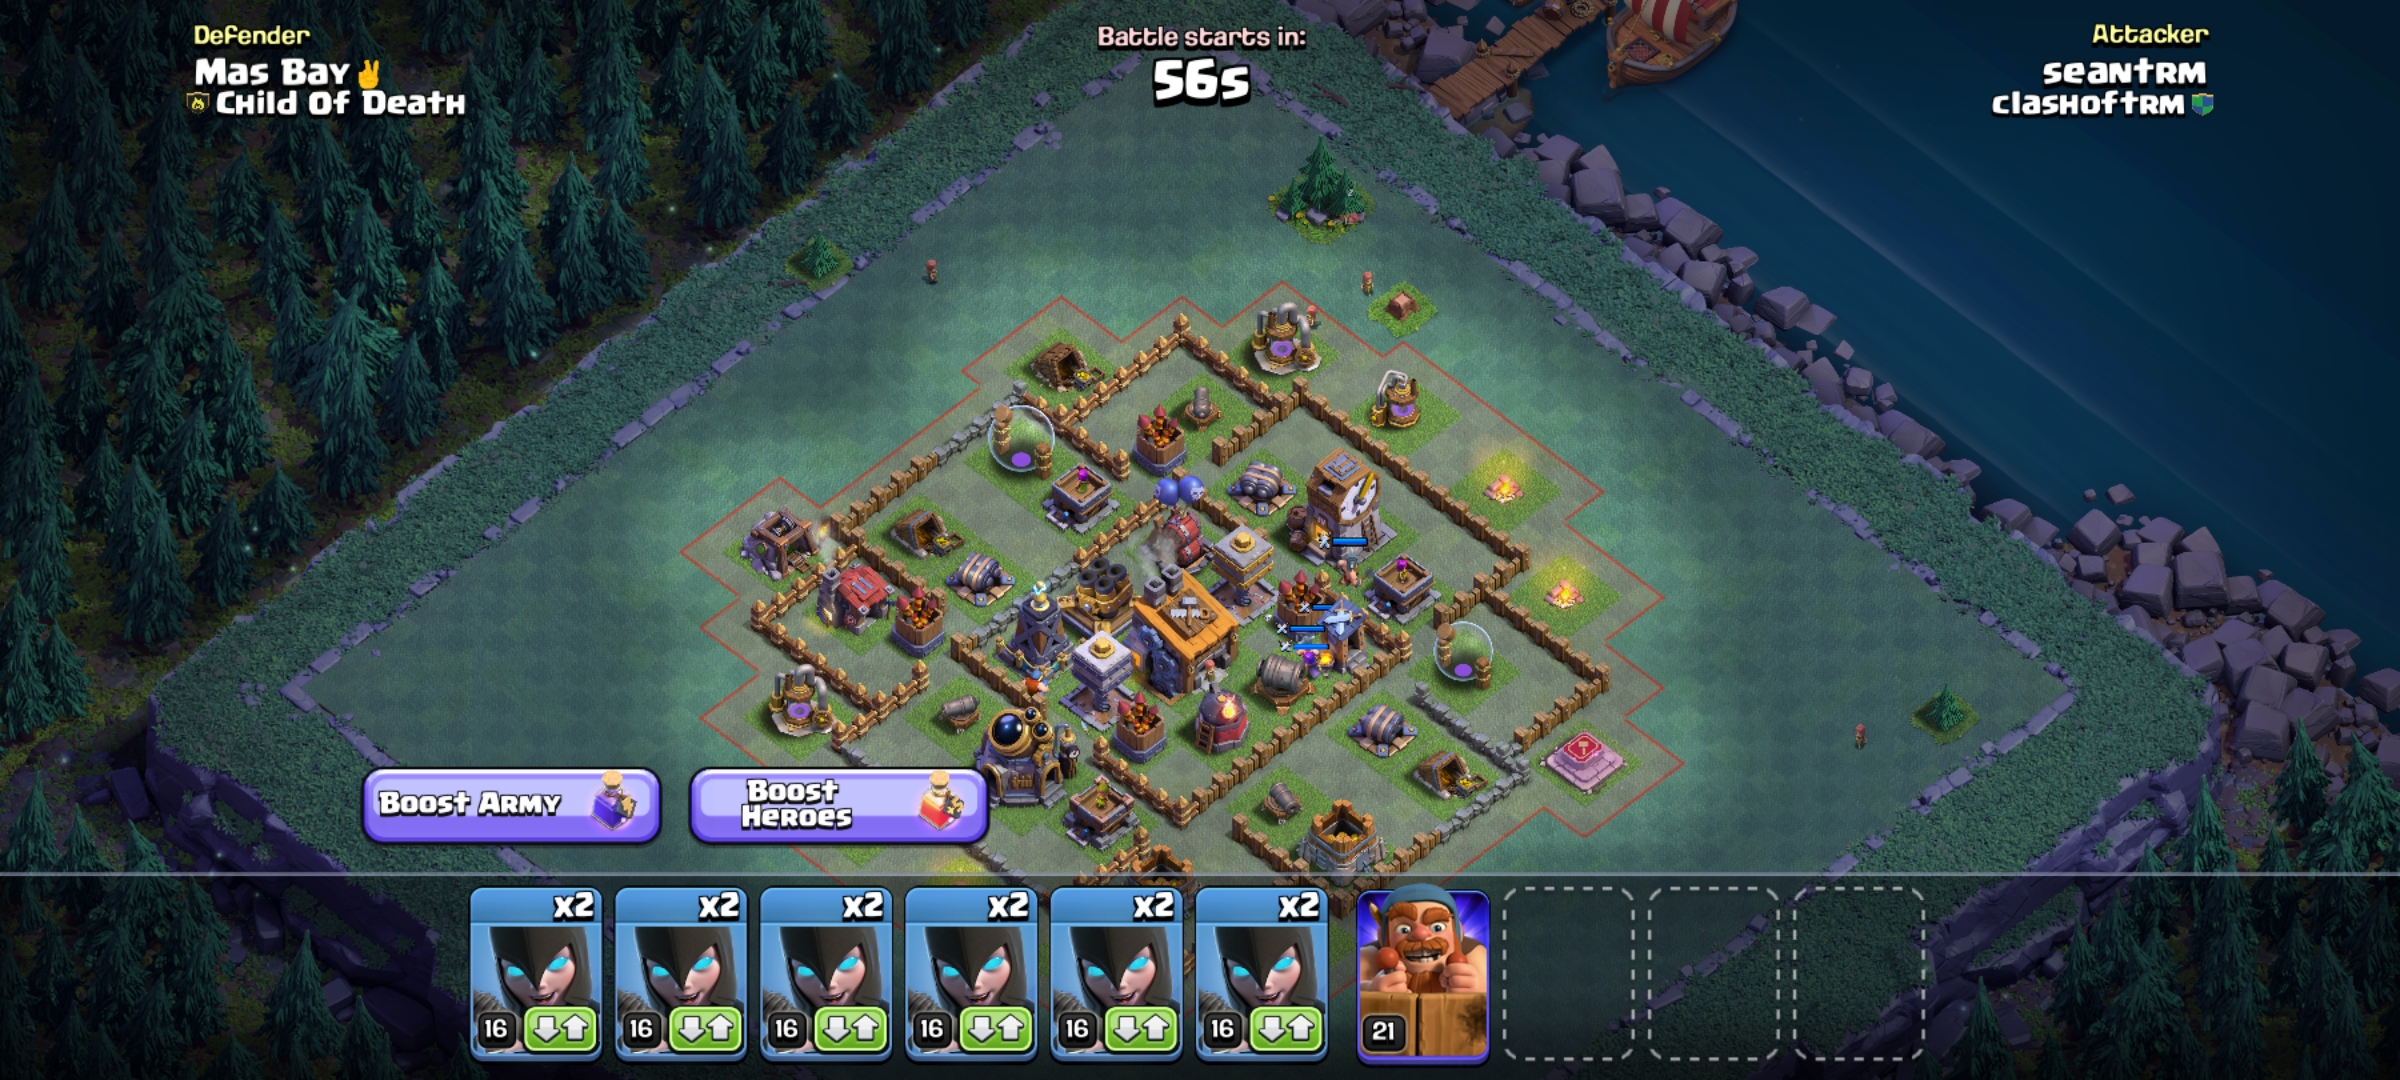 Defender
Mas Bay✌
Child Of Death
Battle starts in:
56s
Attacker
seantRM
clashoftRM
Boost Army
Boost
Heroes
x2
x2
x2
x2
x2
x2
16
16
16
16
16
16
21